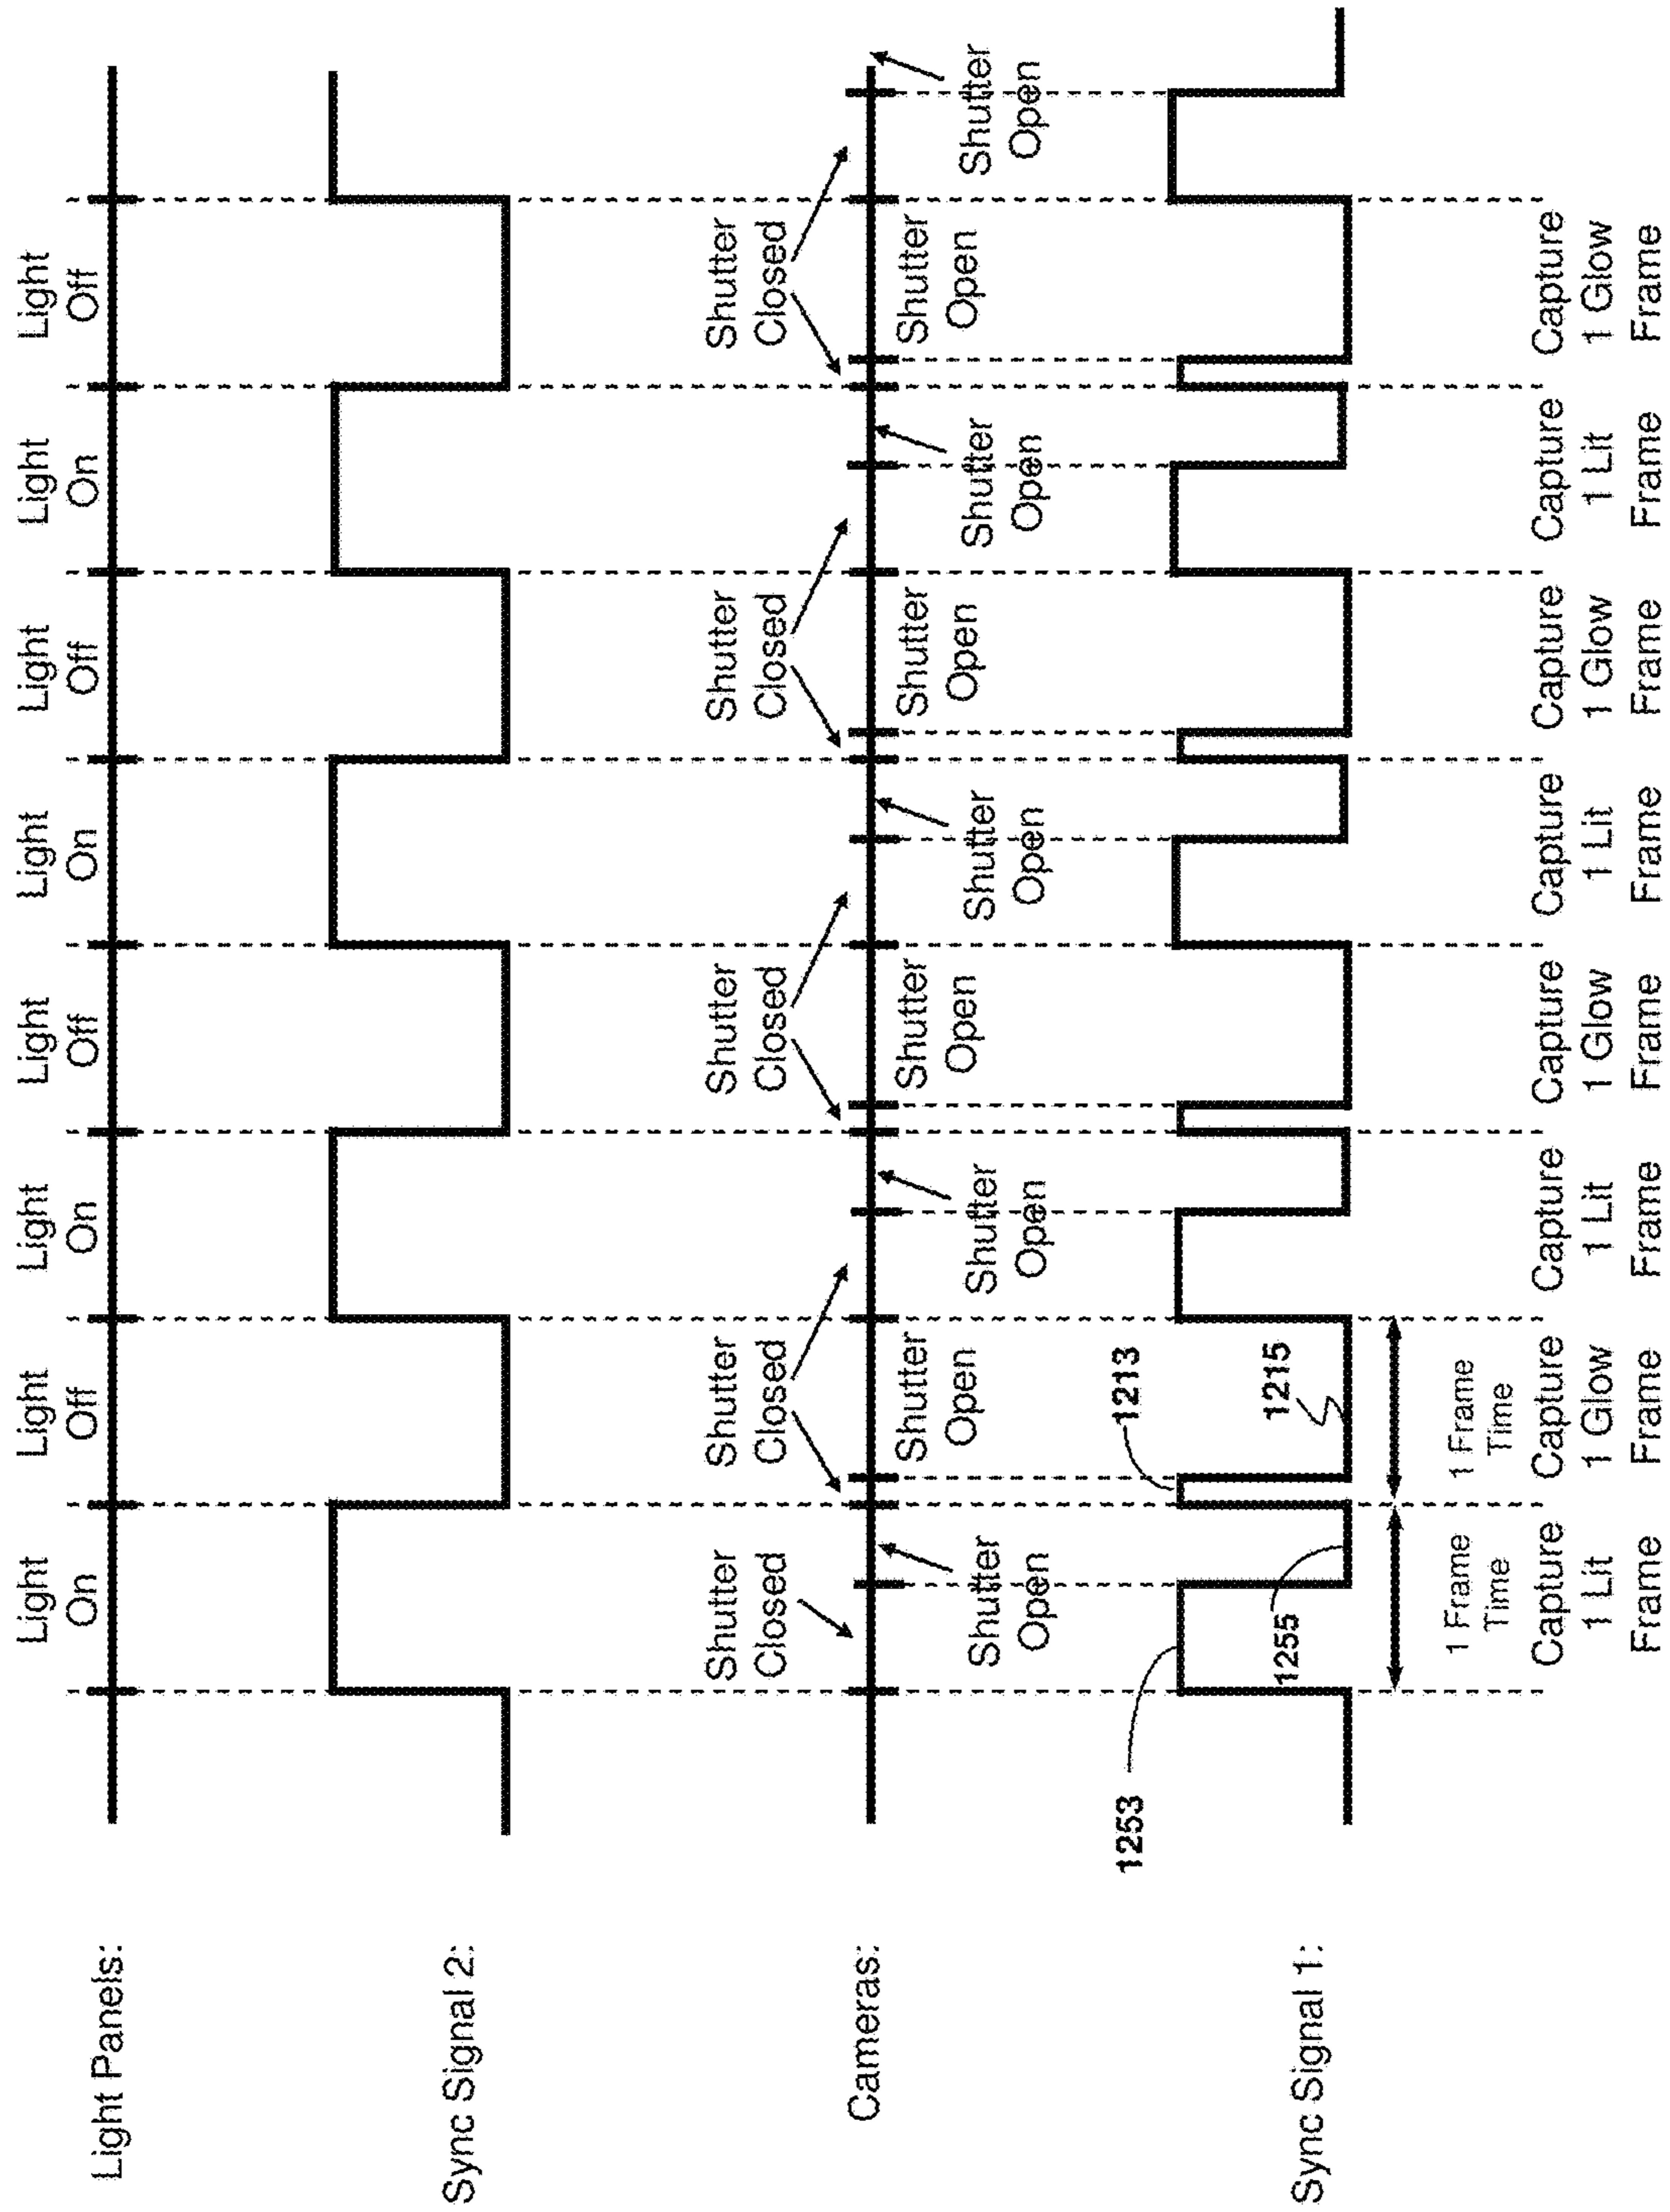 Light
On
Light
Off
Light
On
Light
Off
Light
On
Light
Off
Light
On
Light
Off
Light Panels:
Sync Signal 2:
Shutter
Closed
Shutter
Closed
Shutter
Closed
Shutter
Closed
Shutter
Closed
Cameras:
Shutter
Open
Shutter
Open
Shutter
Open
Shutter
Open
Shutter
Open
Shutter
Open
Shutter
Open
Shutter
Open
Shutter
Open
1253
1213
1255
1215
Sync Signal 1:
1 Frame
Time
1 Frame
Time
Capture
1 Lit
Frame
Capture
1 Glow
Frame
Capture
1 Lit
Frame
Capture
1 Glow
Frame
Capture
1 Lit
Frame
Capture
1 Glow
Frame
Capture
1 Lit
Frame
Capture
1 Glow
Frame